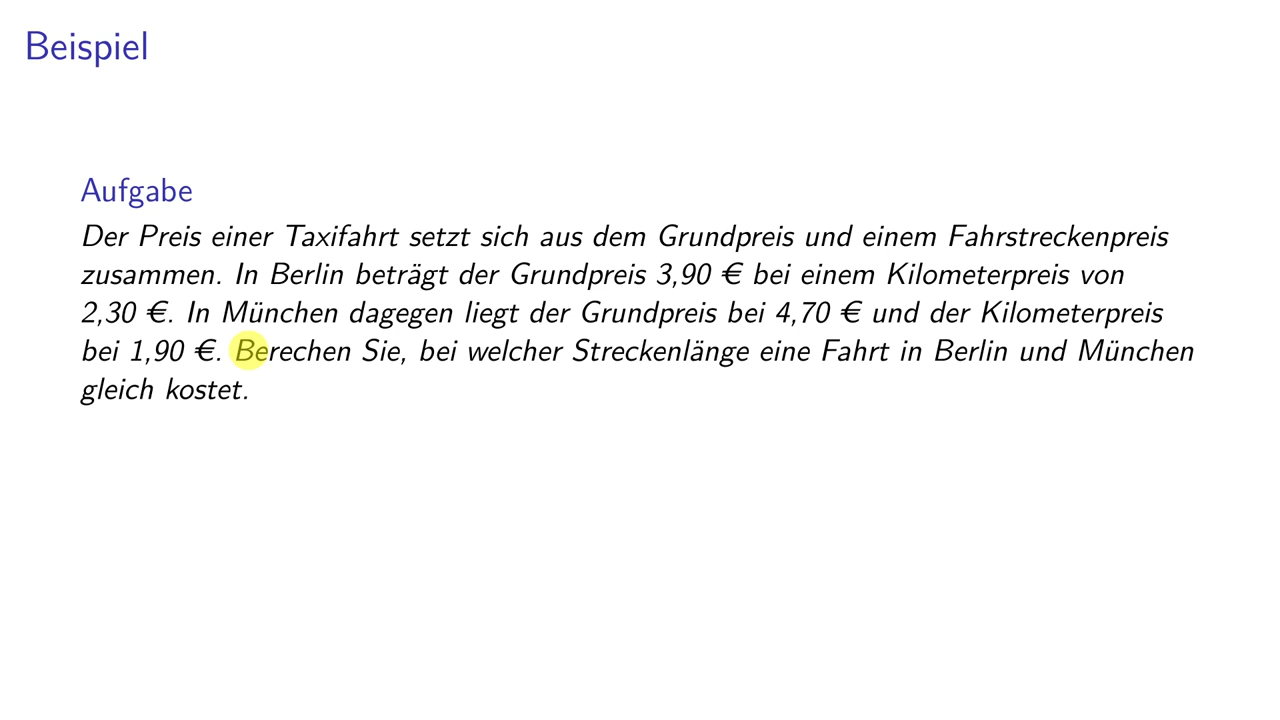 Beispiel
Aufgabe
Der Preis einer Taxifahrt setzt sich aus dem Grundpreis und einem Fahrstreckenpreis
zusammen. In Berlin beträgt der Grundpreis 3,90 € bei einem Kilometerpreis von
2,30 €. In München dagegen liegt der Grundpreis bei 4,70 € und der Kilometerpreis
bei 1,90 €. Berechen Sie, bei welcher Streckenlänge eine Fahrt in Berlin und München
gleich kostet.